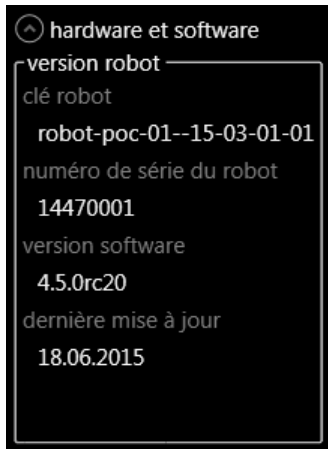 hardware et software
version robot
clé robot
robot-poc-01--15-03-01-01
numéro de série du robot
14470001
version software
4.5.0rc20
dernière mise à jour
18.06.2015